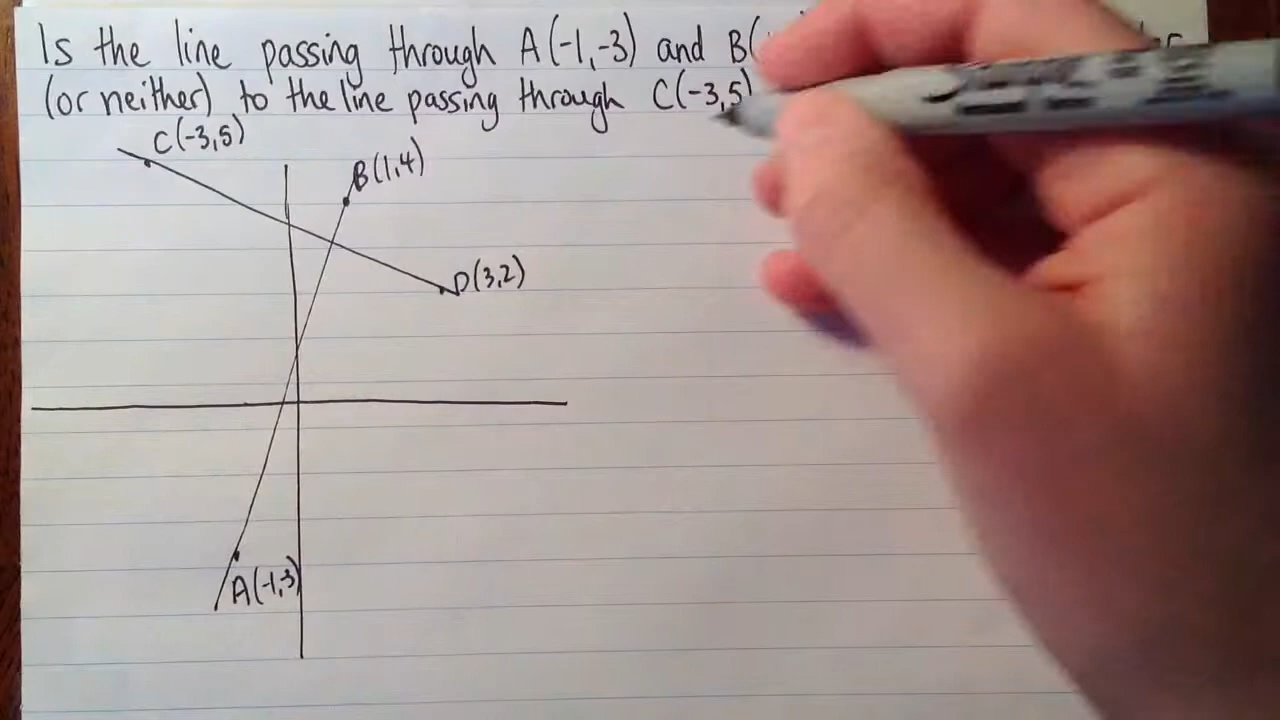 Is the line passing through A(-1,-3) and B(
(or neither) to the line passing through C(-3,5)
C(-3,5)
B(1,4)
D(3,2)
A(-1,-3)